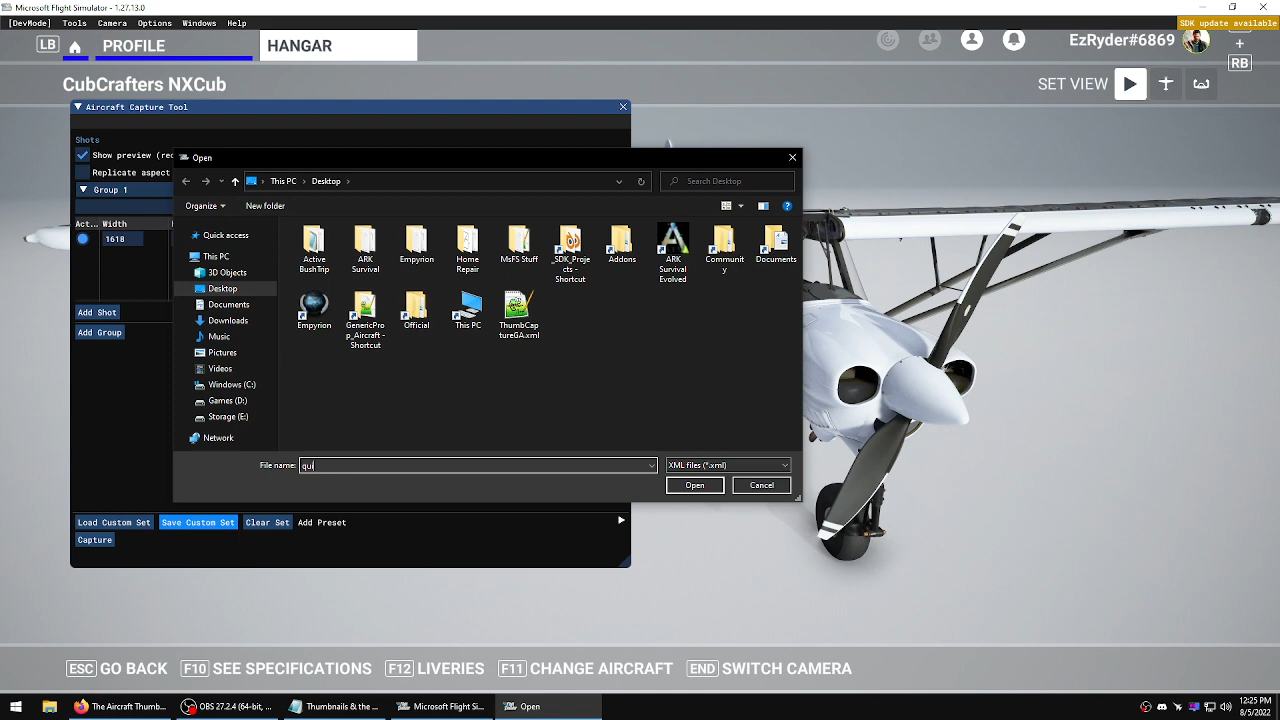 Microsoft Flight Simulator - 1.27.13.0
[DevMode] Tools Camera Options Windows Help
SDK update available
LB PROFILE HANGAR
EzRyder#6869
+
RB
CubCrafters NXCub
SET VIEW
Aircraft Capture Tool
Shots
Show preview (rec
Replicate aspect
Group 1
Act... Width
1618
Add Shot
Add Group
Open
This PC > Desktop >
Search Desktop
Organize New folder
Quick access
This PC
3D Objects
Desktop
Documents
Downloads
Music
Pictures
Videos
Windows (C:)
Games (D:)
Storage (E:)
Network
Active BushTrip
ARK Survival
Empyrion
Home Repair
MsFS Stuff
_SDK_Projects - Shortcut
Addons
ARK Survival Evolved
Community
Documents
Empyrion
GenericProp_Aircraft - Shortcut
Official
This PC
ThumbCaptureGA.xml
File name: qui
XML files (*.xml)
Open Cancel
Load Custom Set Save Custom Set Clear Set Add Preset
Capture
ESC GO BACK F10 SEE SPECIFICATIONS F12 LIVERIES F11 CHANGE AIRCRAFT END SWITCH CAMERA
The Aircraft Thumb... OBS 27.2.4 (64-bit, ... Thumbnails & the ... Microsoft Flight Si... Open
12:25 PM
8/5/2022